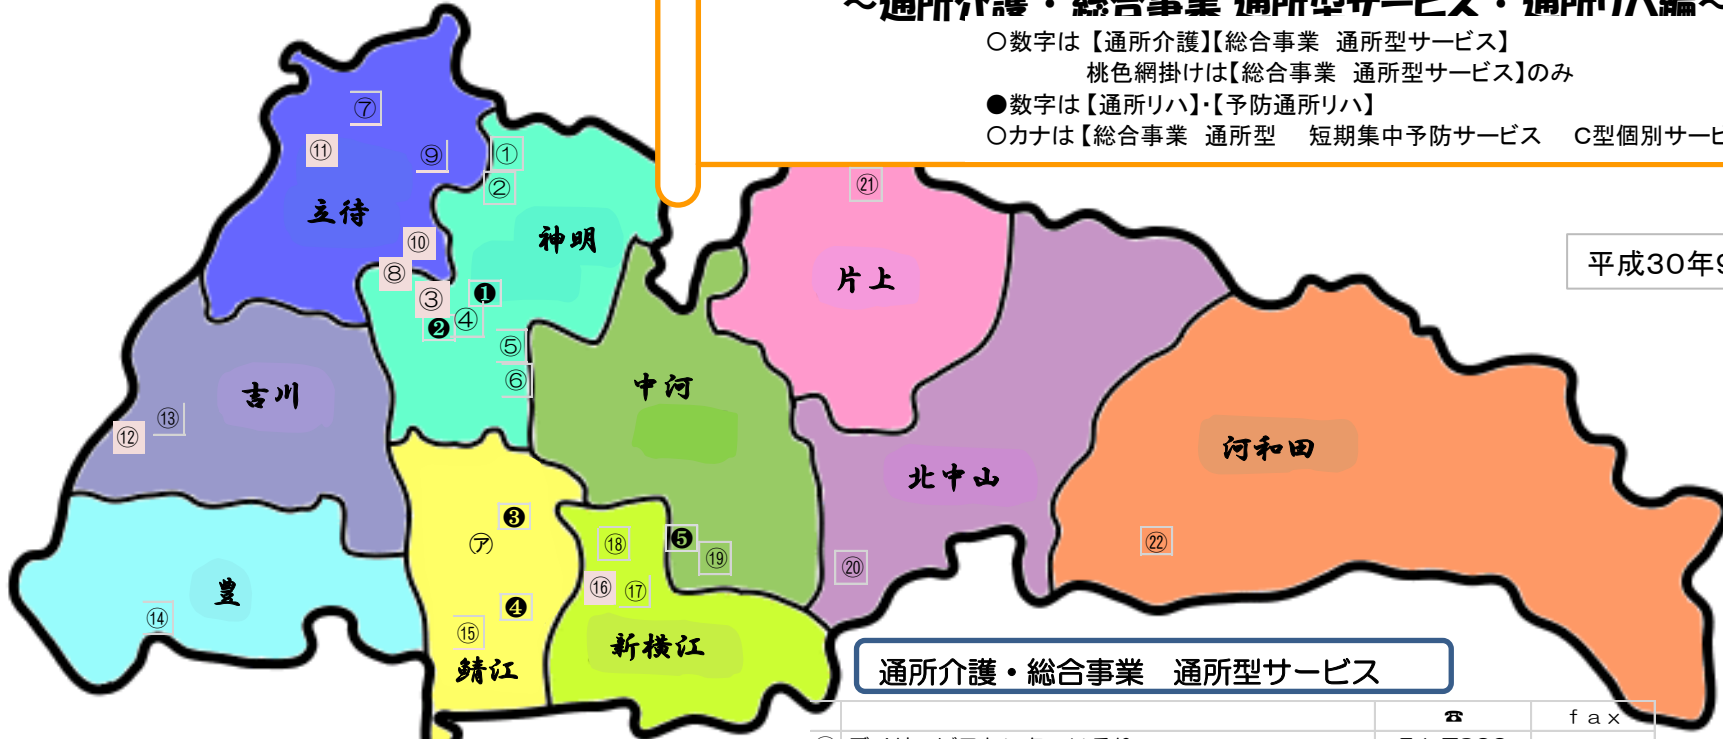 ～通所介護・総合事業 通所型サービス・通所リハ編～
○数字は【通所介護】【総合事業 通所型サービス】
桃色網掛けは【総合事業 通所型サービス】のみ
●数字は【通所リハ】・【予防通所リハ】
○カナは【総合事業 通所型 短期集中予防サービス C型個別サービ
平成30年9
⑦
⑪
⑨
①
②
立待
神明
⑩
⑧
③
❶
❷
④
⑤
⑥
㉑
片上
吉川
⑬
⑫
中河
北中山
河和田
豊
⑭
❸
㋐
❹
⑮
鯖江
⑱
❺
⑲
⑯
⑰
新横江
⑳
㉒
通所介護・総合事業 通所型サービス
☎ ｆａｘ